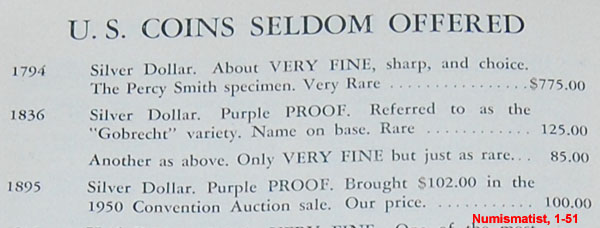 U. S. COINS SELDOM OFFERED
1794 Silver Dollar. About VERY FINE, sharp, and choice.
The Percy Smith specimen. Very Rare ................$775.00
1836 Silver Dollar. Purple PROOF. Referred to as the
"Gobrecht" variety. Name on base. Rare ............ 125.00
Another as above. Only VERY FINE but just as rare... 85.00
1895 Silver Dollar. Purple PROOF. Brought $102.00 in the
1950 Convention Auction sale. Our price. ........... 100.00
Numismatist, 1-51